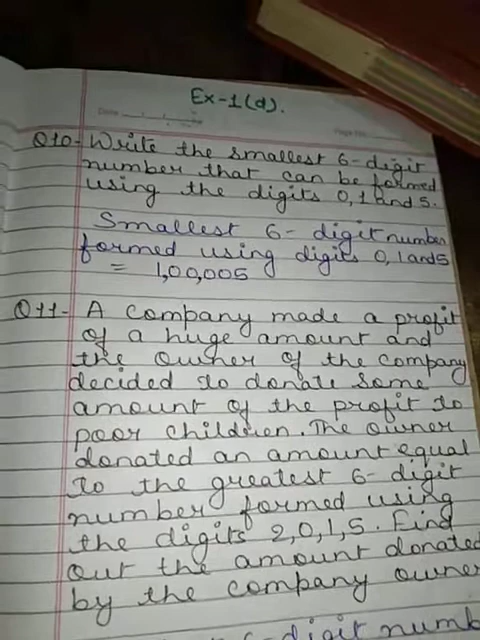 Ex-1(d).
Q10- Write the smallest 6-digit
number that can be formed
using the digits 0, 1 and 5.
Smallest 6-digit number
formed using digits 0, 1 and 5
= 1,00,005
Q11- A company made a profit
of a huge amount and
the owner of the company
decided to donate some
amount of the profit to
poor children. The owner
donated an amount equal
to the greatest 6-digit
number formed using
the digits 2, 0, 1, 5. Find
out the amount donated
by the company owner
6-digit numb